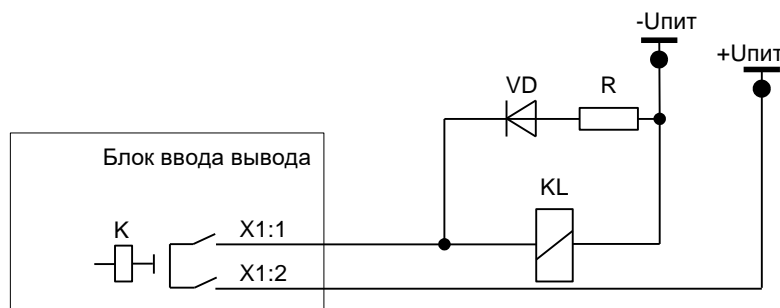 -Uпит
+Uпит
VD
R
Блок ввода вывода
KL
K
X1:1
X1:2